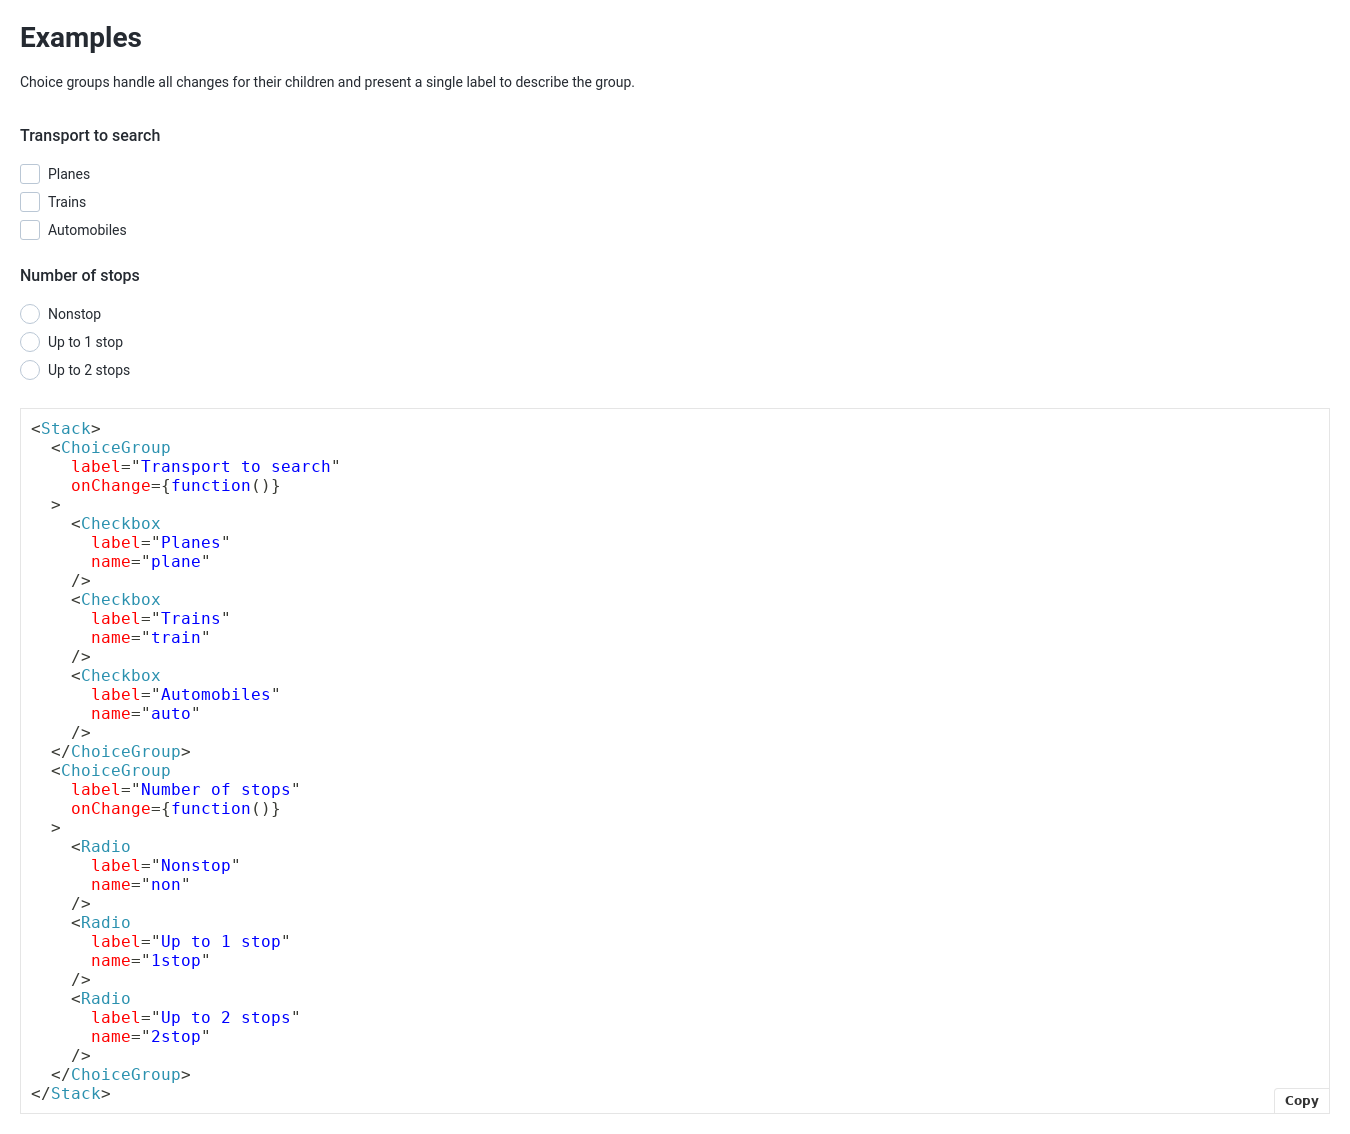 Examples
Choice groups handle all changes for their children and present a single label to describe the group.
Transport to search
Planes
Trains
Automobiles
Number of stops
Nonstop
Up to 1 stop
Up to 2 stops
<Stack>
  <ChoiceGroup
    label="Transport to search"
    onChange={function()}
  >
    <Checkbox
      label="Planes"
      name="plane"
    />
    <Checkbox
      label="Trains"
      name="train"
    />
    <Checkbox
      label="Automobiles"
      name="auto"
    />
  </ChoiceGroup>
  <ChoiceGroup
    label="Number of stops"
    onChange={function()}
  >
    <Radio
      label="Nonstop"
      name="non"
    />
    <Radio
      label="Up to 1 stop"
      name="1stop"
    />
    <Radio
      label="Up to 2 stops"
      name="2stop"
    />
  </ChoiceGroup>
</Stack>
Copy